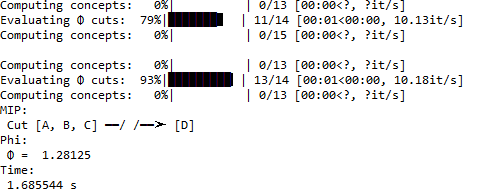 Computing concepts:   0%|          | 0/13 [00:00<?, ?it/s]
Evaluating Φ cuts:  79%|███████▊  | 11/14 [00:01<00:00, 10.13it/s]
Computing concepts:   0%|          | 0/15 [00:00<?, ?it/s]
Computing concepts:   0%|          | 0/13 [00:00<?, ?it/s]
Evaluating Φ cuts:  93%|█████████▎| 13/14 [00:01<00:00, 10.18it/s]
Computing concepts:   0%|          | 0/13 [00:00<?, ?it/s]
MIP:
Cut [A, B, C] ━━/ /━━➤ [D]
Phi:
Φ =  1.28125
Time:
1.685544 s